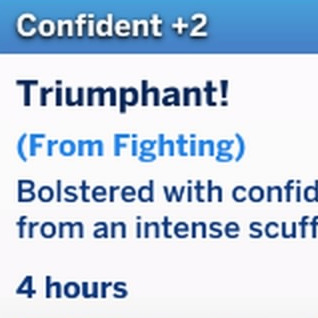 Confident +2
Triumphant!
(From Fighting)
Bolstered with confid
from an intense scuff
4 hours